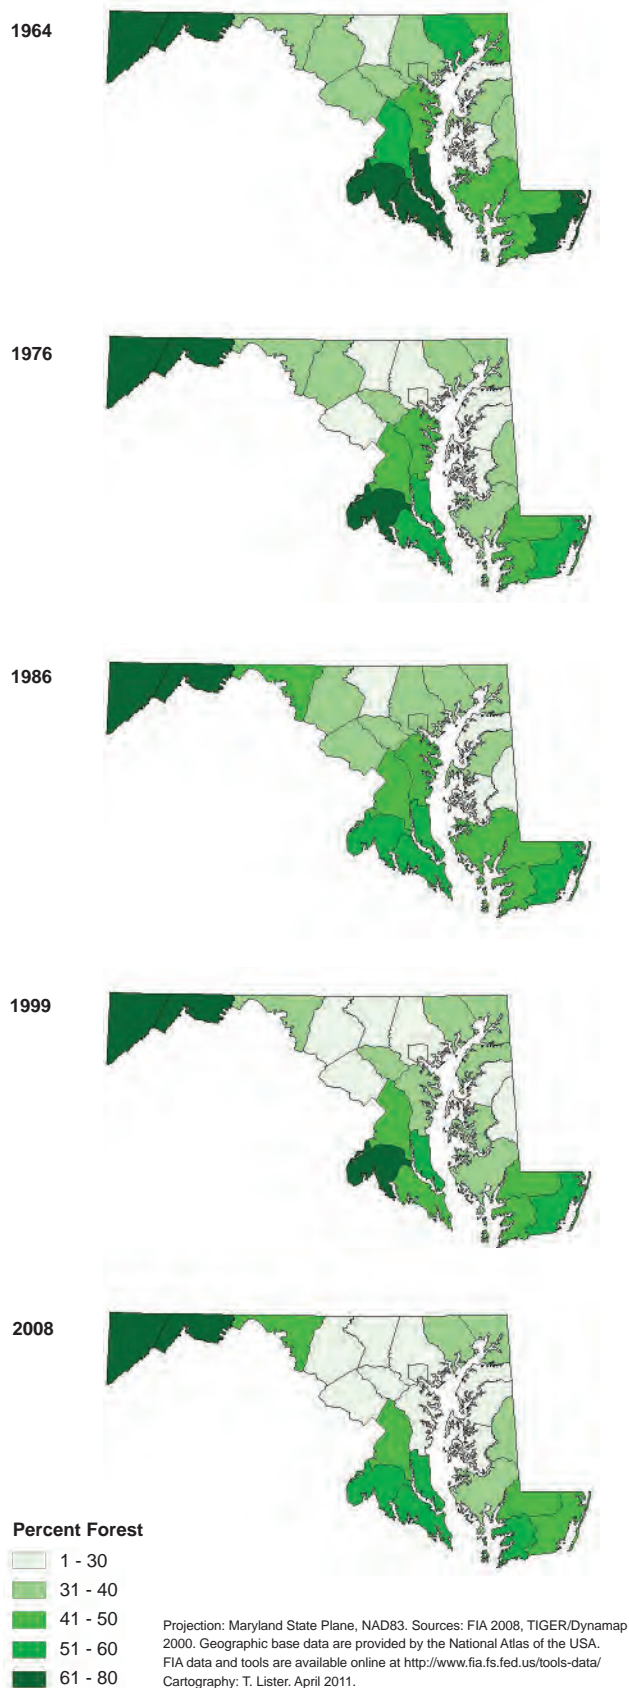 1964
1976
1986
1999
2008
Percent Forest
1 - 30
31 - 40
41 - 50
51 - 60
61 - 80
Projection: Maryland State Plane, NAD83. Sources: FIA 2008, TIGER/Dynamap
2000. Geographic base data are provided by the National Atlas of the USA.
FIA data and tools are available online at http://www.fia.fs.fed.us/tools-data/
Cartography: T. Lister. April 2011.